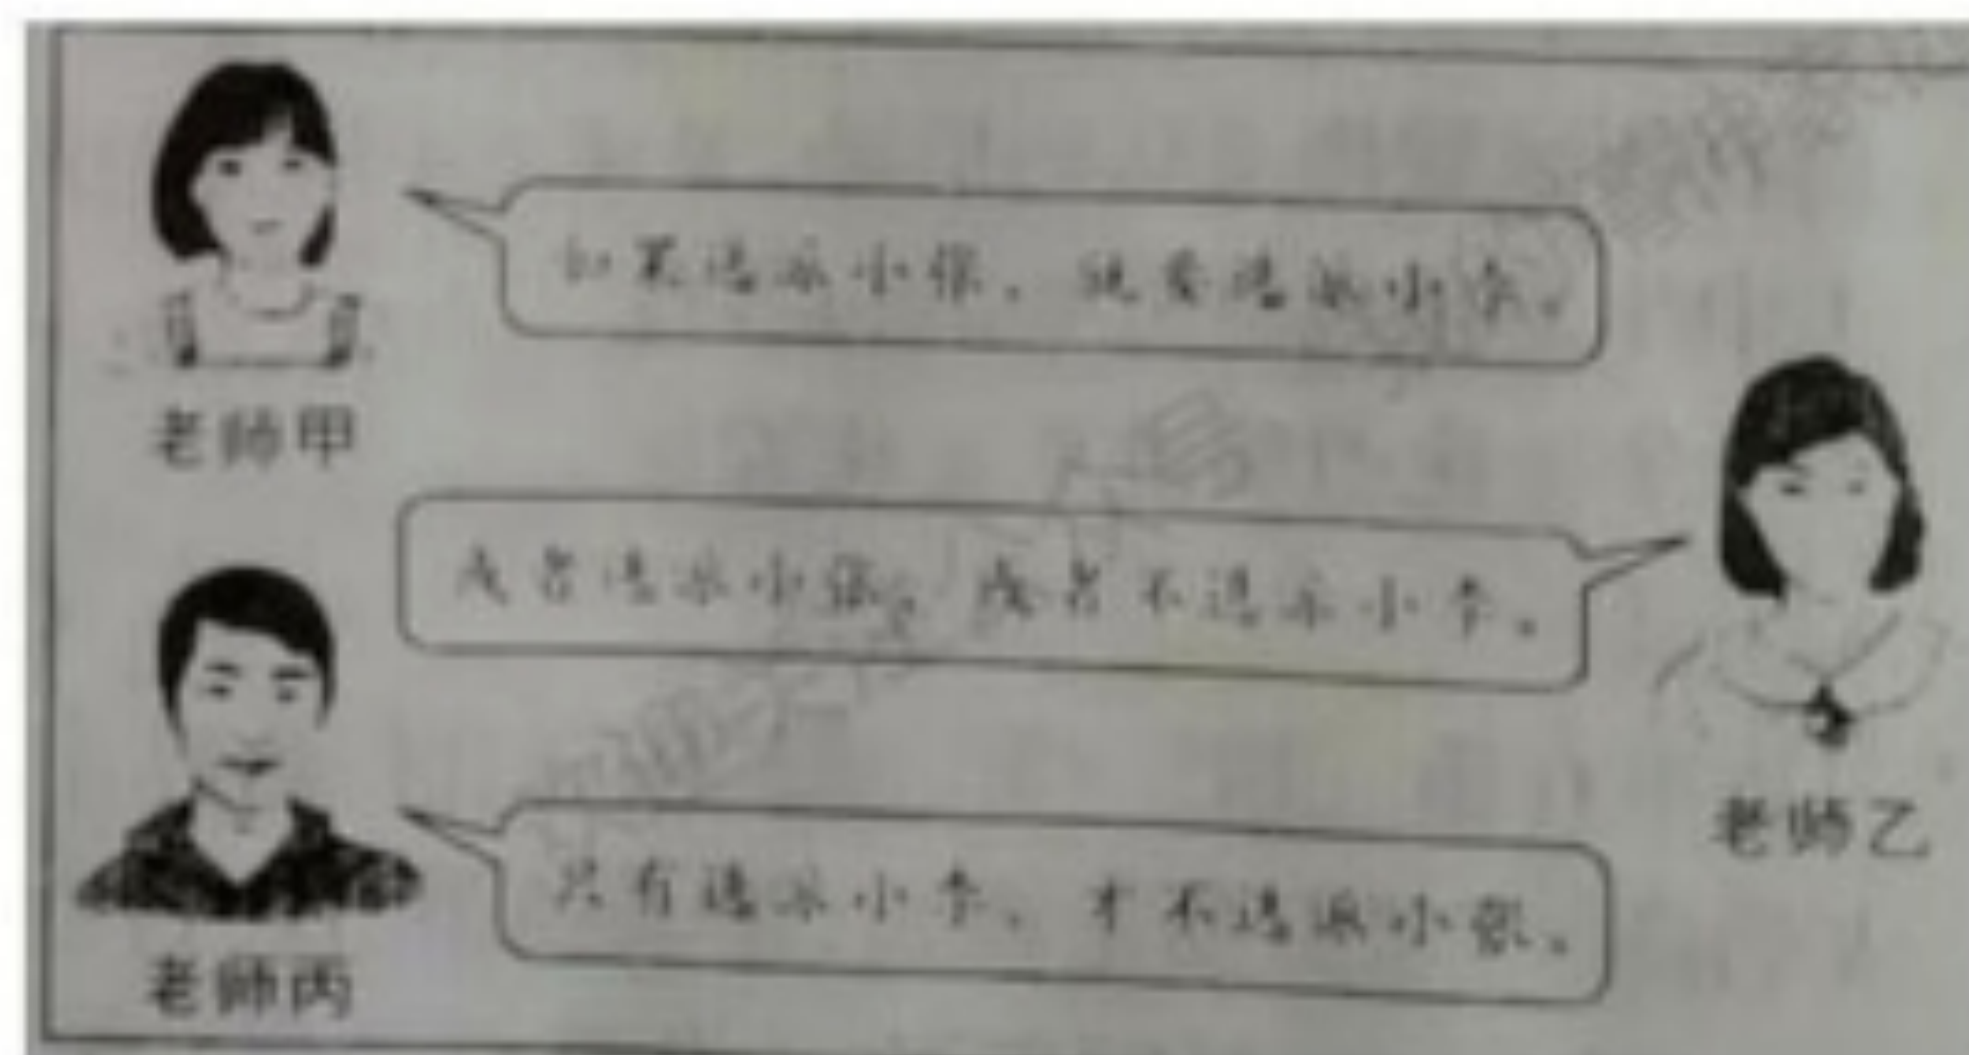 如果选派小张，就要选派小李。
老师甲
或者选派小张，或者不选派小李。
老师乙
只有选派小李，才不选派小张。
老师丙